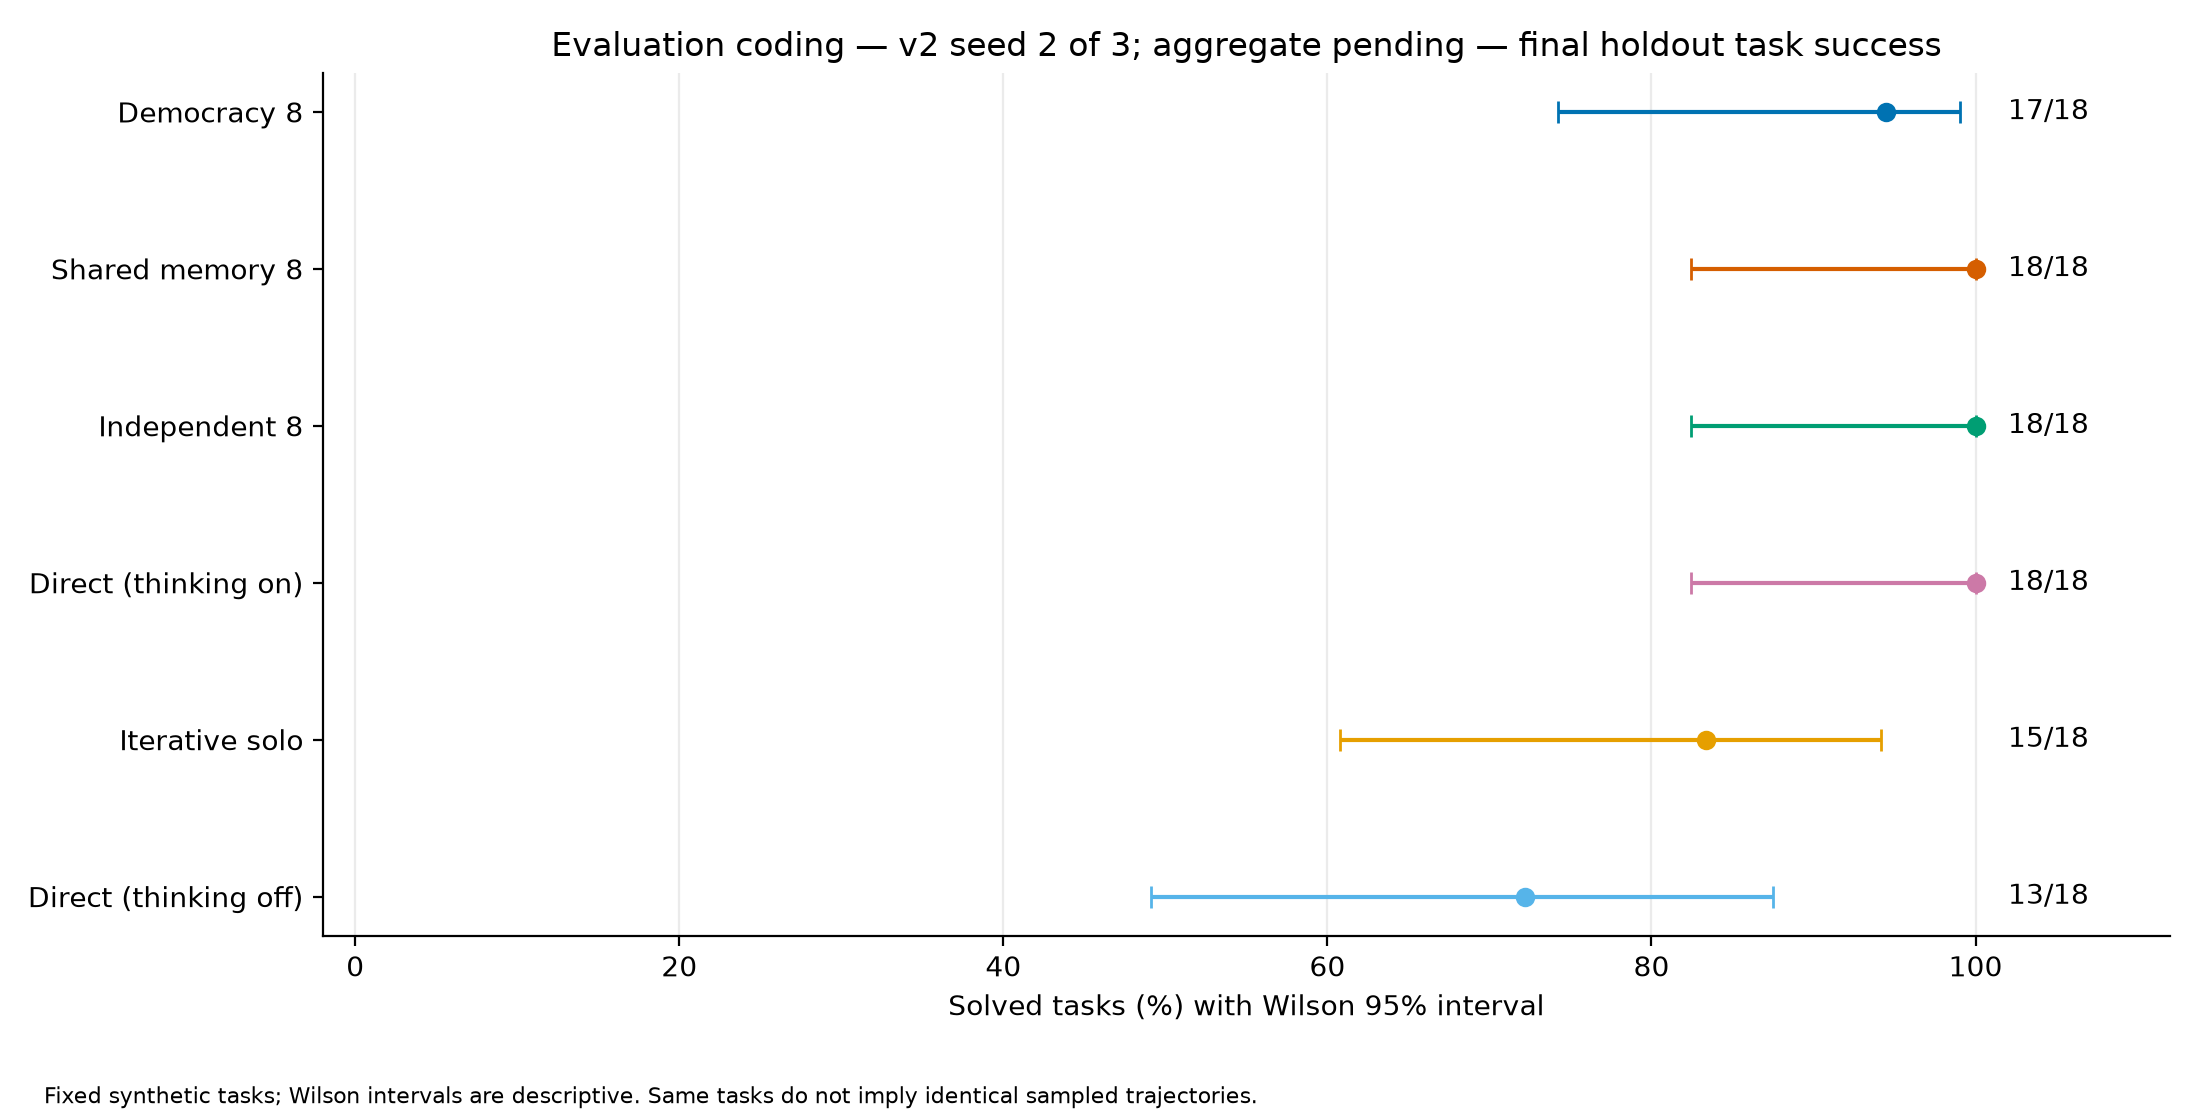 Evaluation coding — v2 seed 2 of 3; aggregate pending — final holdout task success
Democracy 8
17/18
Shared memory 8
18/18
Independent 8
18/18
Direct (thinking on)
18/18
Iterative solo
15/18
Direct (thinking off)
13/18
0 20 40 60 80 100
Solved tasks (%) with Wilson 95% interval
Fixed synthetic tasks; Wilson intervals are descriptive. Same tasks do not imply identical sampled trajectories.